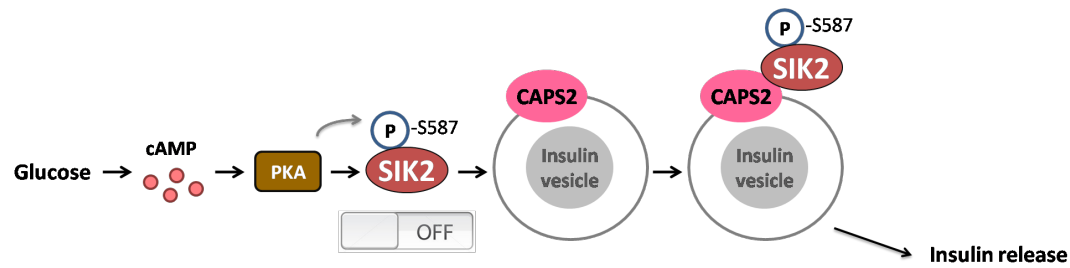 Glucose
cAMP
PKA
P
-S587
SIK2
OFF
CAPS2
Insulin
vesicle
P
-S587
SIK2
CAPS2
Insulin
vesicle
Insulin release